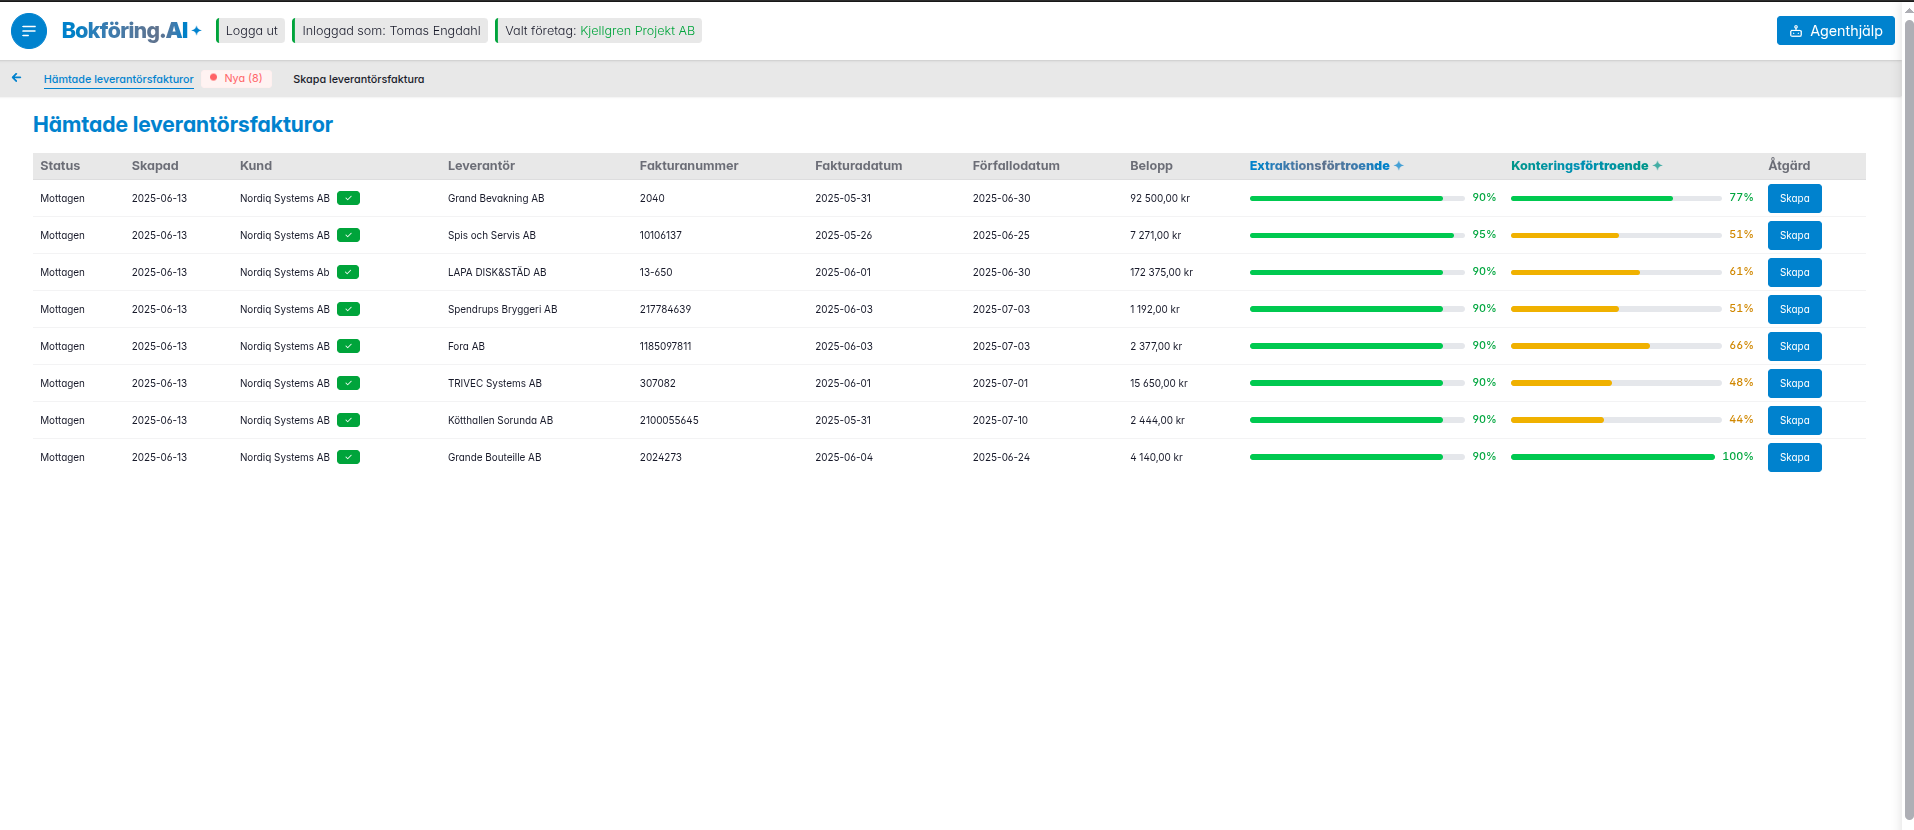 Bokföring.AI Logga ut Inloggad som: Tomas Engdahl Valt företag: Kjellgren Projekt AB Agenthjälp
Hämtade leverantörsfakturor Nya (8) Skapa leverantörsfaktura
Hämtade leverantörsfakturor
Status Skapad Kund Leverantör Fakturanummer Fakturadatum Förfallodatum Belopp Extraktionsförtroende Konteringsförtroende Åtgärd
Mottagen 2025-06-13 Nordiq Systems AB Grand Bevakning AB 2040 2025-05-31 2025-06-30 92 500,00 kr 90% 77% Skapa
Mottagen 2025-06-13 Nordiq Systems AB Spis och Servis AB 10106137 2025-05-26 2025-06-25 7 271,00 kr 95% 51% Skapa
Mottagen 2025-06-13 Nordiq Systems Ab LAPA DISK&STÄD AB 13-650 2025-06-01 2025-06-30 172 375,00 kr 90% 61% Skapa
Mottagen 2025-06-13 Nordiq Systems AB Spendrups Bryggeri AB 217784639 2025-06-03 2025-07-03 1 192,00 kr 90% 51% Skapa
Mottagen 2025-06-13 Nordiq Systems AB Fora AB 1185097811 2025-06-03 2025-07-03 2 377,00 kr 90% 66% Skapa
Mottagen 2025-06-13 Nordiq Systems AB TRIVEC Systems AB 307082 2025-06-01 2025-07-01 15 650,00 kr 90% 48% Skapa
Mottagen 2025-06-13 Nordiq Systems AB Kötthallen Sorunda AB 2100055645 2025-05-31 2025-07-10 2 444,00 kr 90% 44% Skapa
Mottagen 2025-06-13 Nordiq Systems AB Grande Bouteille AB 2024273 2025-06-04 2025-06-24 4 140,00 kr 90% 100% Skapa